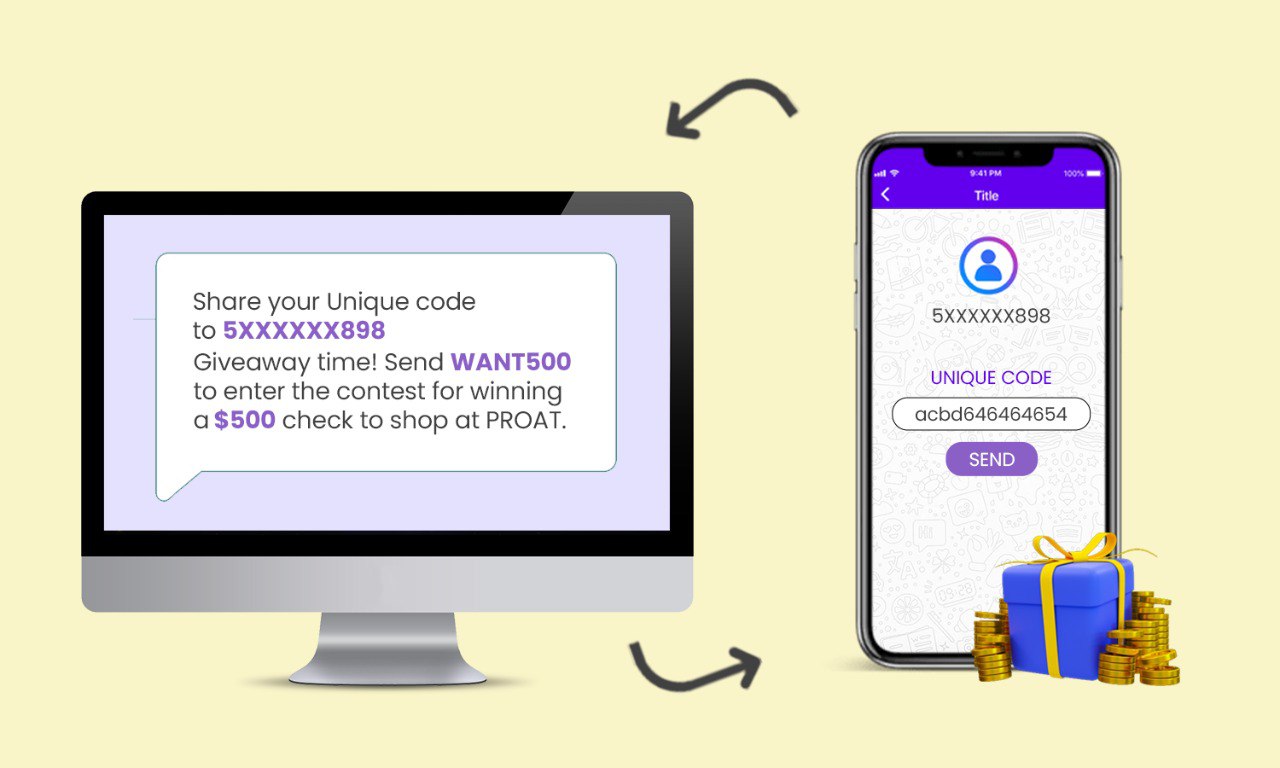 Share your Unique code
to 5XXXXXX898
Giveaway time! Send WANT500
to enter the contest for winning
a $500 check to shop at PROAT.
9:41 PM
100%
Title
5XXXXXX898
UNIQUE CODE
acbd646464654
SEND